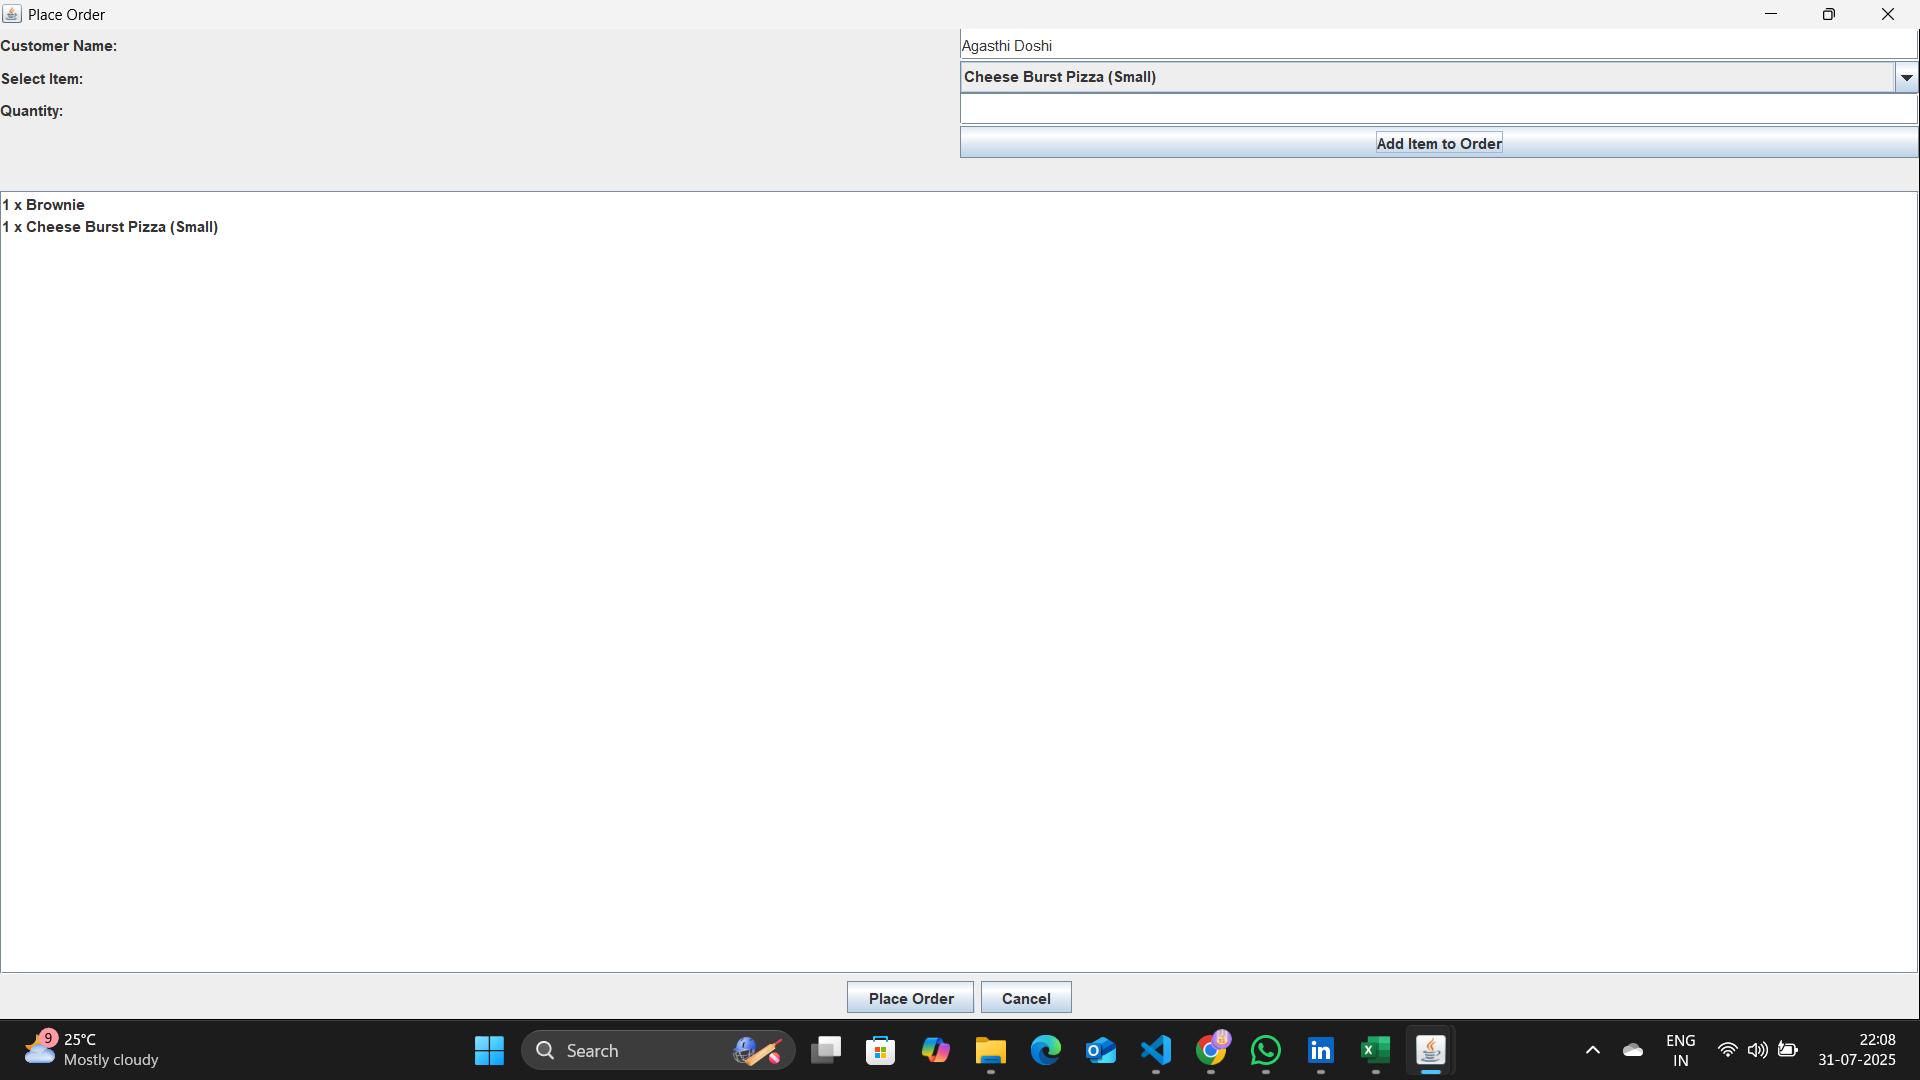 Place Order
Customer Name:
Agasthi Doshi
Select Item:
Cheese Burst Pizza (Small)
Quantity:
Add Item to Order
1 x Brownie
1 x Cheese Burst Pizza (Small)
Place Order
Cancel
9
25°C
Mostly cloudy
Search
ENG
IN
22:08
31-07-2025